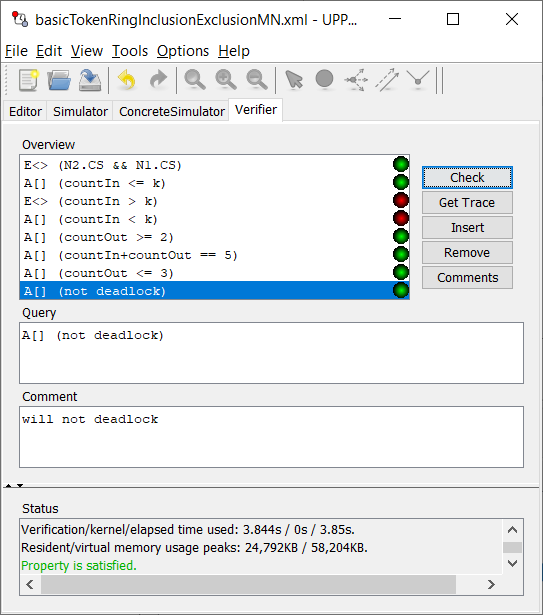 basicTokenRingInclusionExclusionMN.xml - UPP...
File Edit View Tools Options Help
Editor Simulator ConcreteSimulator Verifier
Overview
E<> (N2.CS && N1.CS)
A[] (countIn <= k)
E<> (countIn > k)
A[] (countIn < k)
A[] (countOut >= 2)
A[] (countIn+countOut == 5)
A[] (countOut <= 3)
A[] (not deadlock)
Check
Get Trace
Insert
Remove
Comments
Query
A[] (not deadlock)
Comment
will not deadlock
Status
Verification/kernel/elapsed time used: 3.844s / 0s / 3.85s.
Resident/virtual memory usage peaks: 24,792KB / 58,204KB.
Property is satisfied.